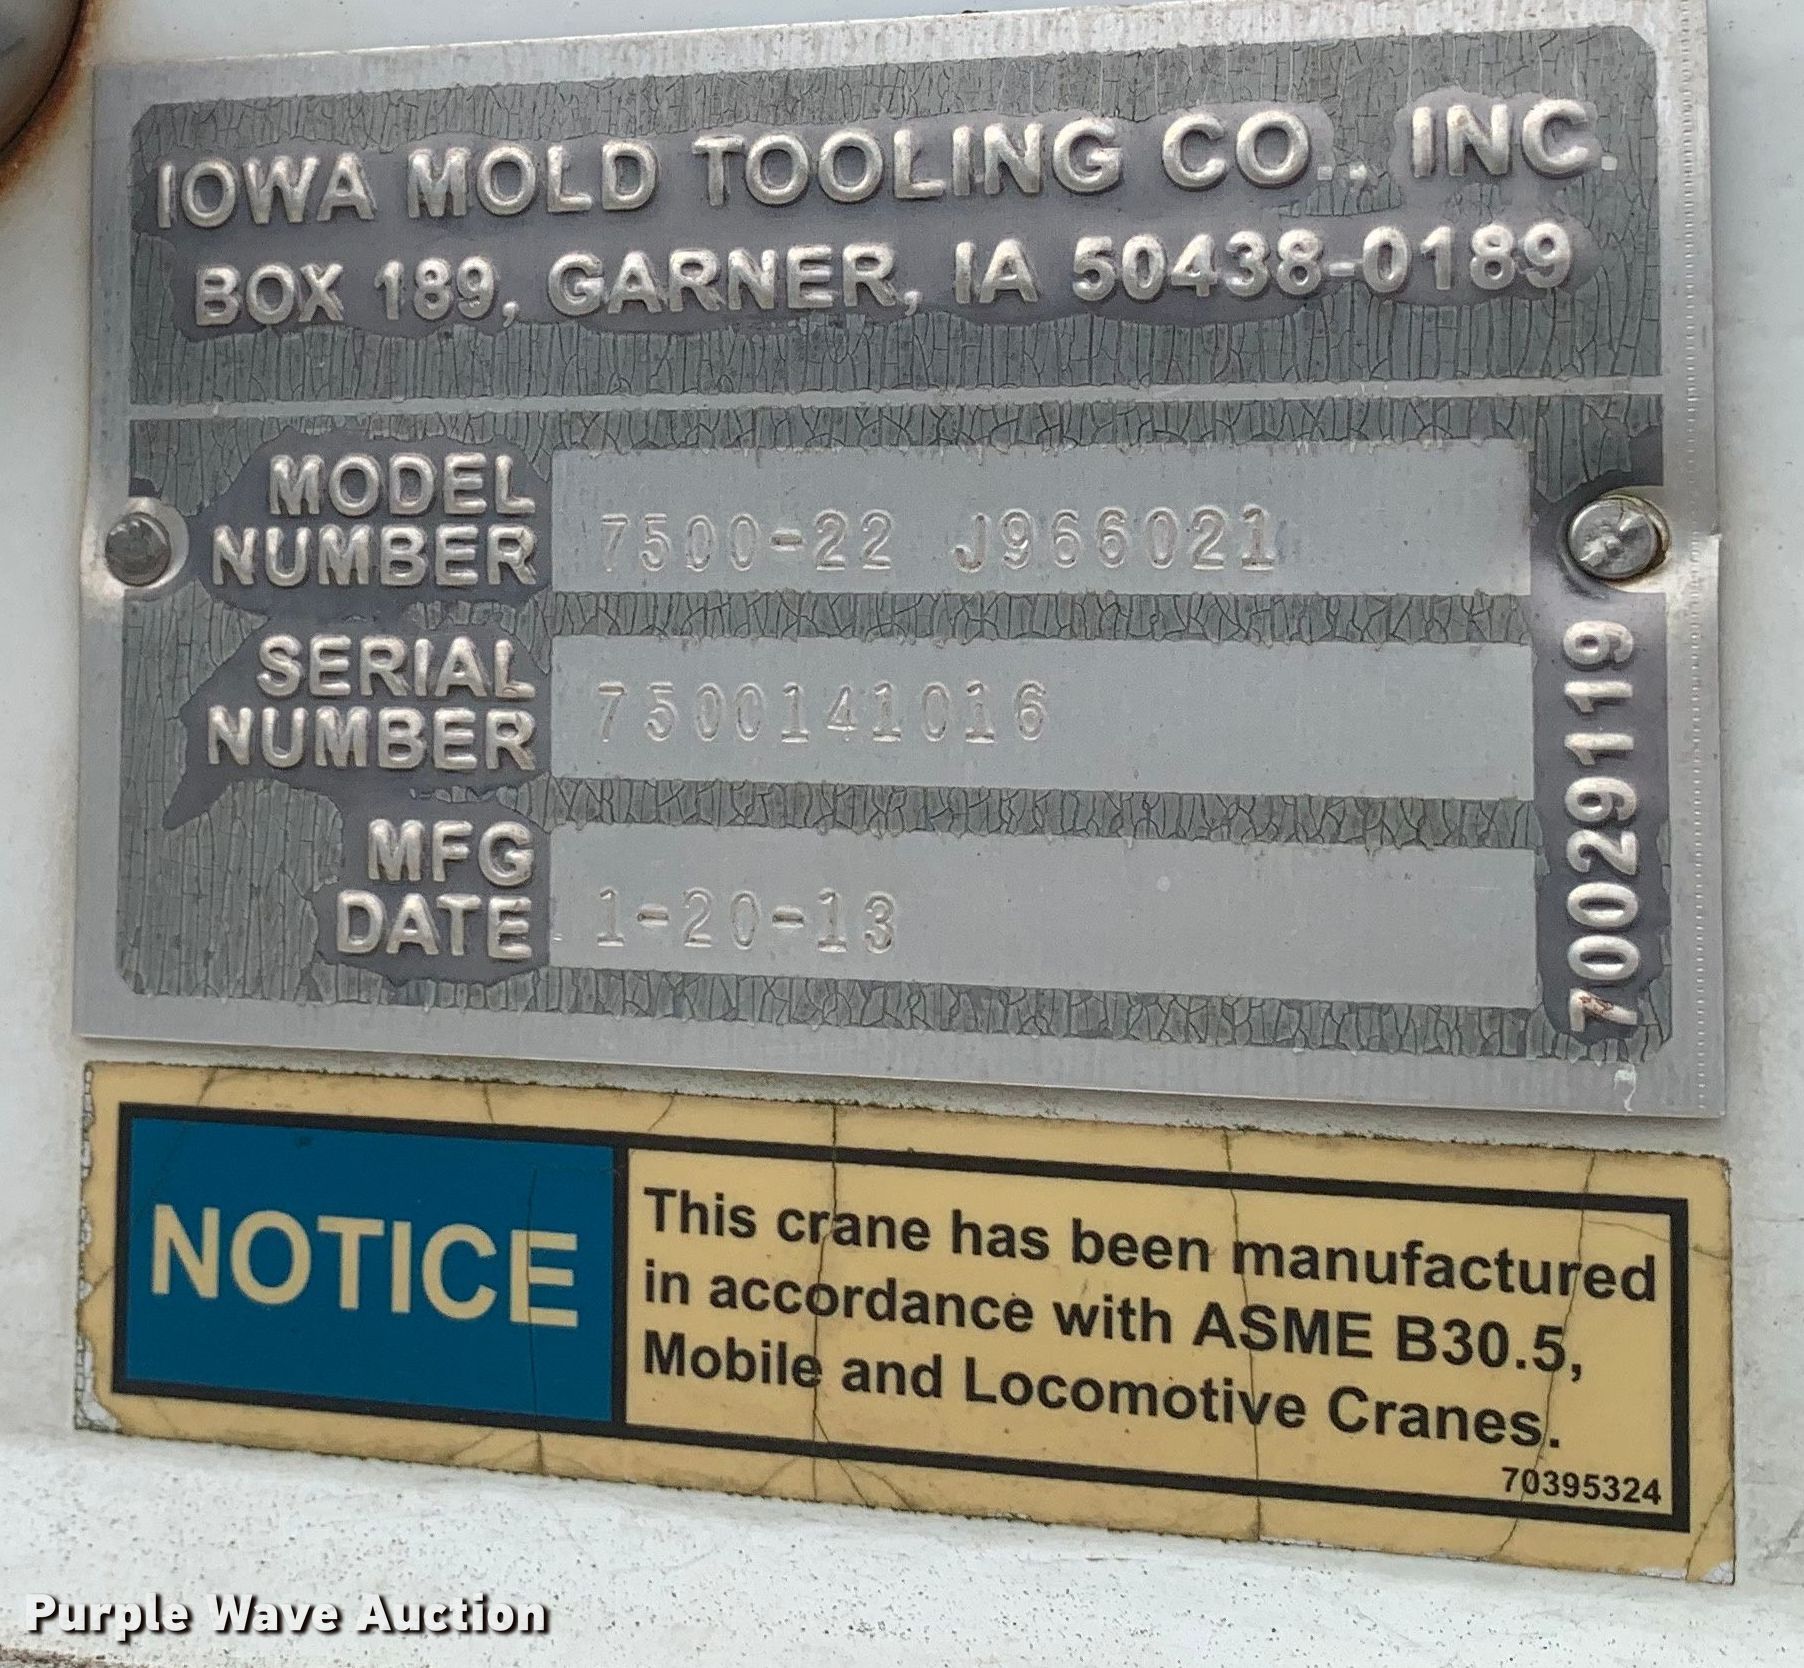 IOWA MOLD TOOLING CO., INC.
BOX 189, GARNER, IA 50438-0189
MODEL NUMBER 7500-22 J966021
SERIAL NUMBER 7500141016
MFG DATE 1-20-13
70029119
NOTICE
This crane has been manufactured
in accordance with ASME B30.5,
Mobile and Locomotive Cranes.
70395324
Purple Wave Auction